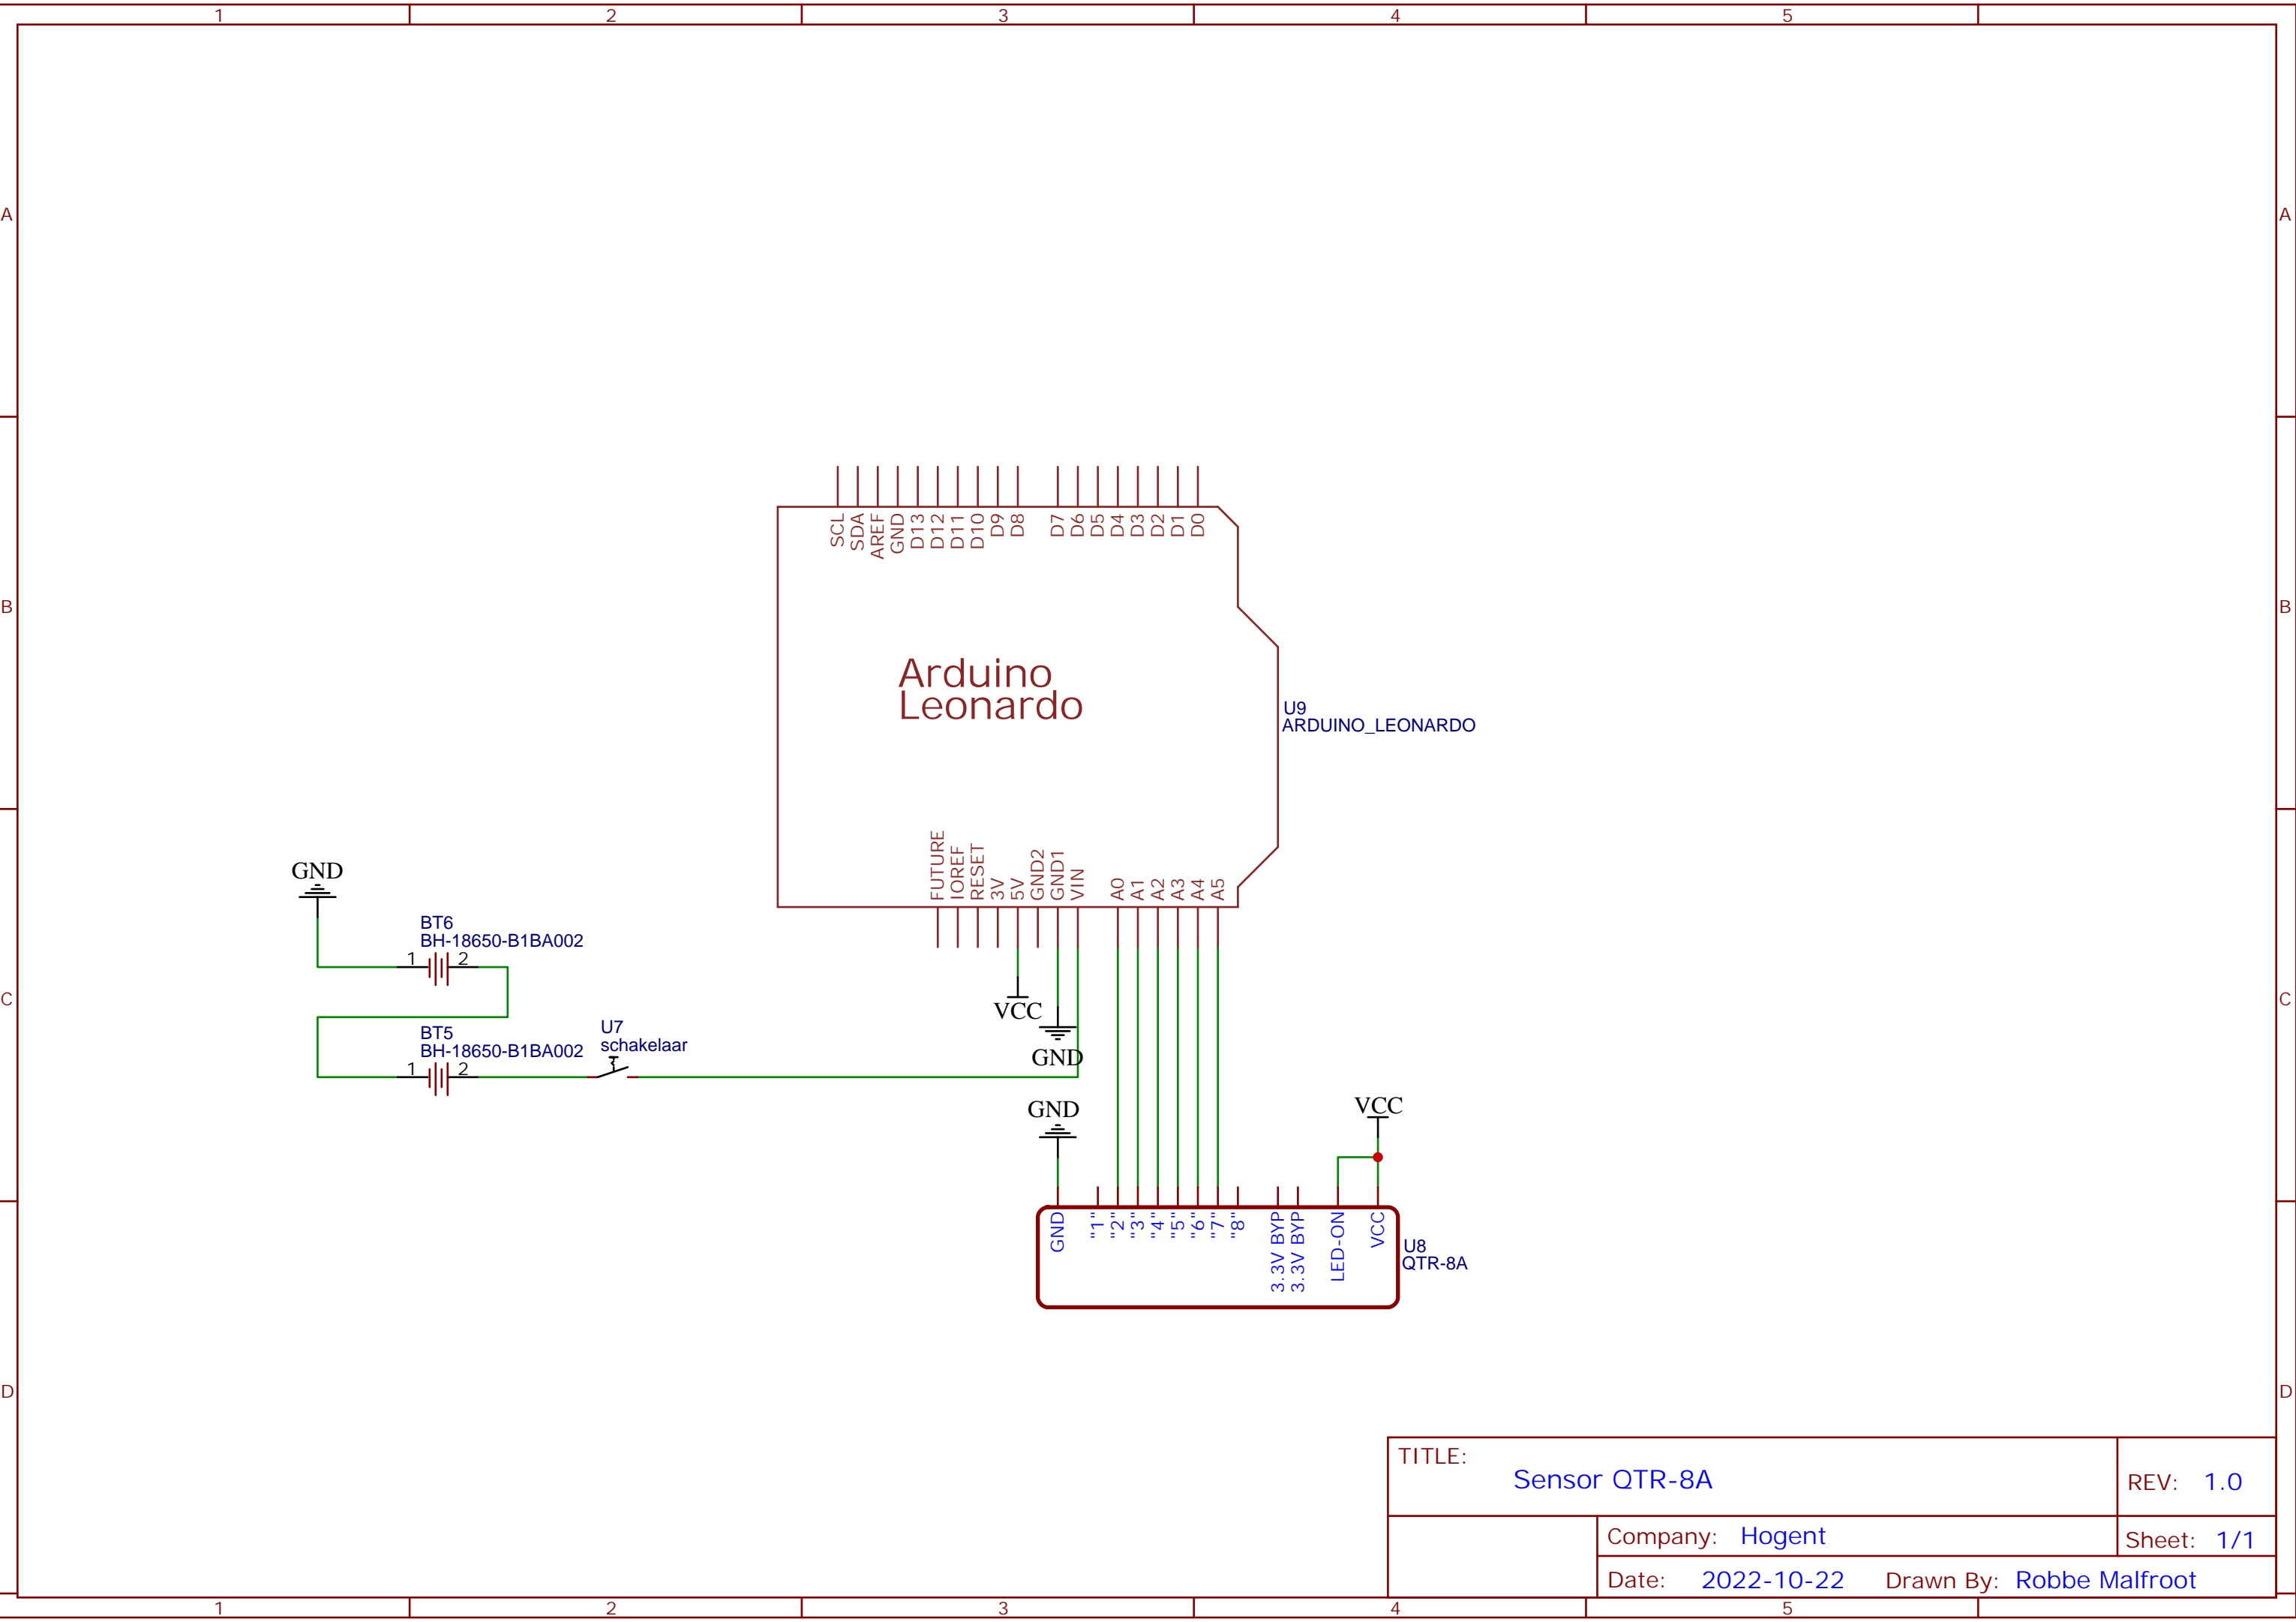 1 2 3 4 5
A A
SCL SDA AREF GND D13 D12 D11 D10 D9 D8 D7 D6 D5 D4 D3 D2 D1 D0
B B
Arduino
Leonardo
U9
ARDUINO_LEONARDO
FUTURE IOREF RESET 3V 5V GND2 GND1 VIN A0 A1 A2 A3 A4 A5
GND
BT6
BH-18650-B1BA002
1 2
C C
VCC
GND
BT5
BH-18650-B1BA002
1 2
U7
schakelaar
GND
VCC
GND "1" "2" "3" "4" "5" "6" "7" "8" 3.3V BYP 3.3V BYP LED-ON VCC
U8
QTR-8A
D D
TITLE:
Sensor QTR-8A
REV: 1.0
Company: Hogent
Sheet: 1/1
Date: 2022-10-22 Drawn By: Robbe Malfroot
1 2 3 4 5